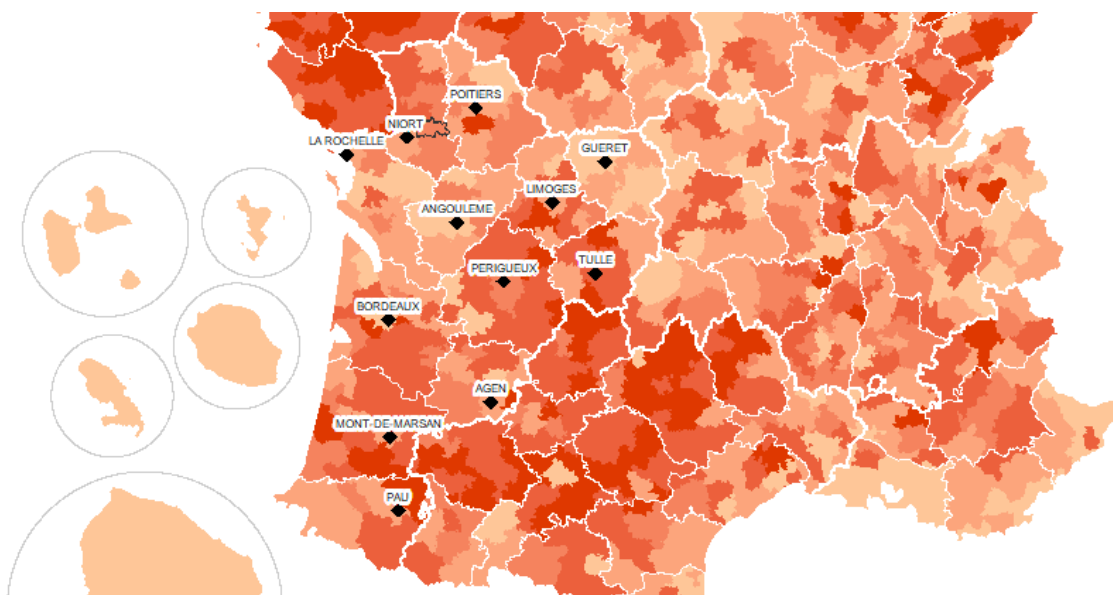 POITIERS
NIORT
LA ROCHELLE
GUERET
LIMOGES
ANGOULEME
TULLE
PERIGUEUX
BORDEAUX
AGEN
MONT-DE-MARSAN
PAU